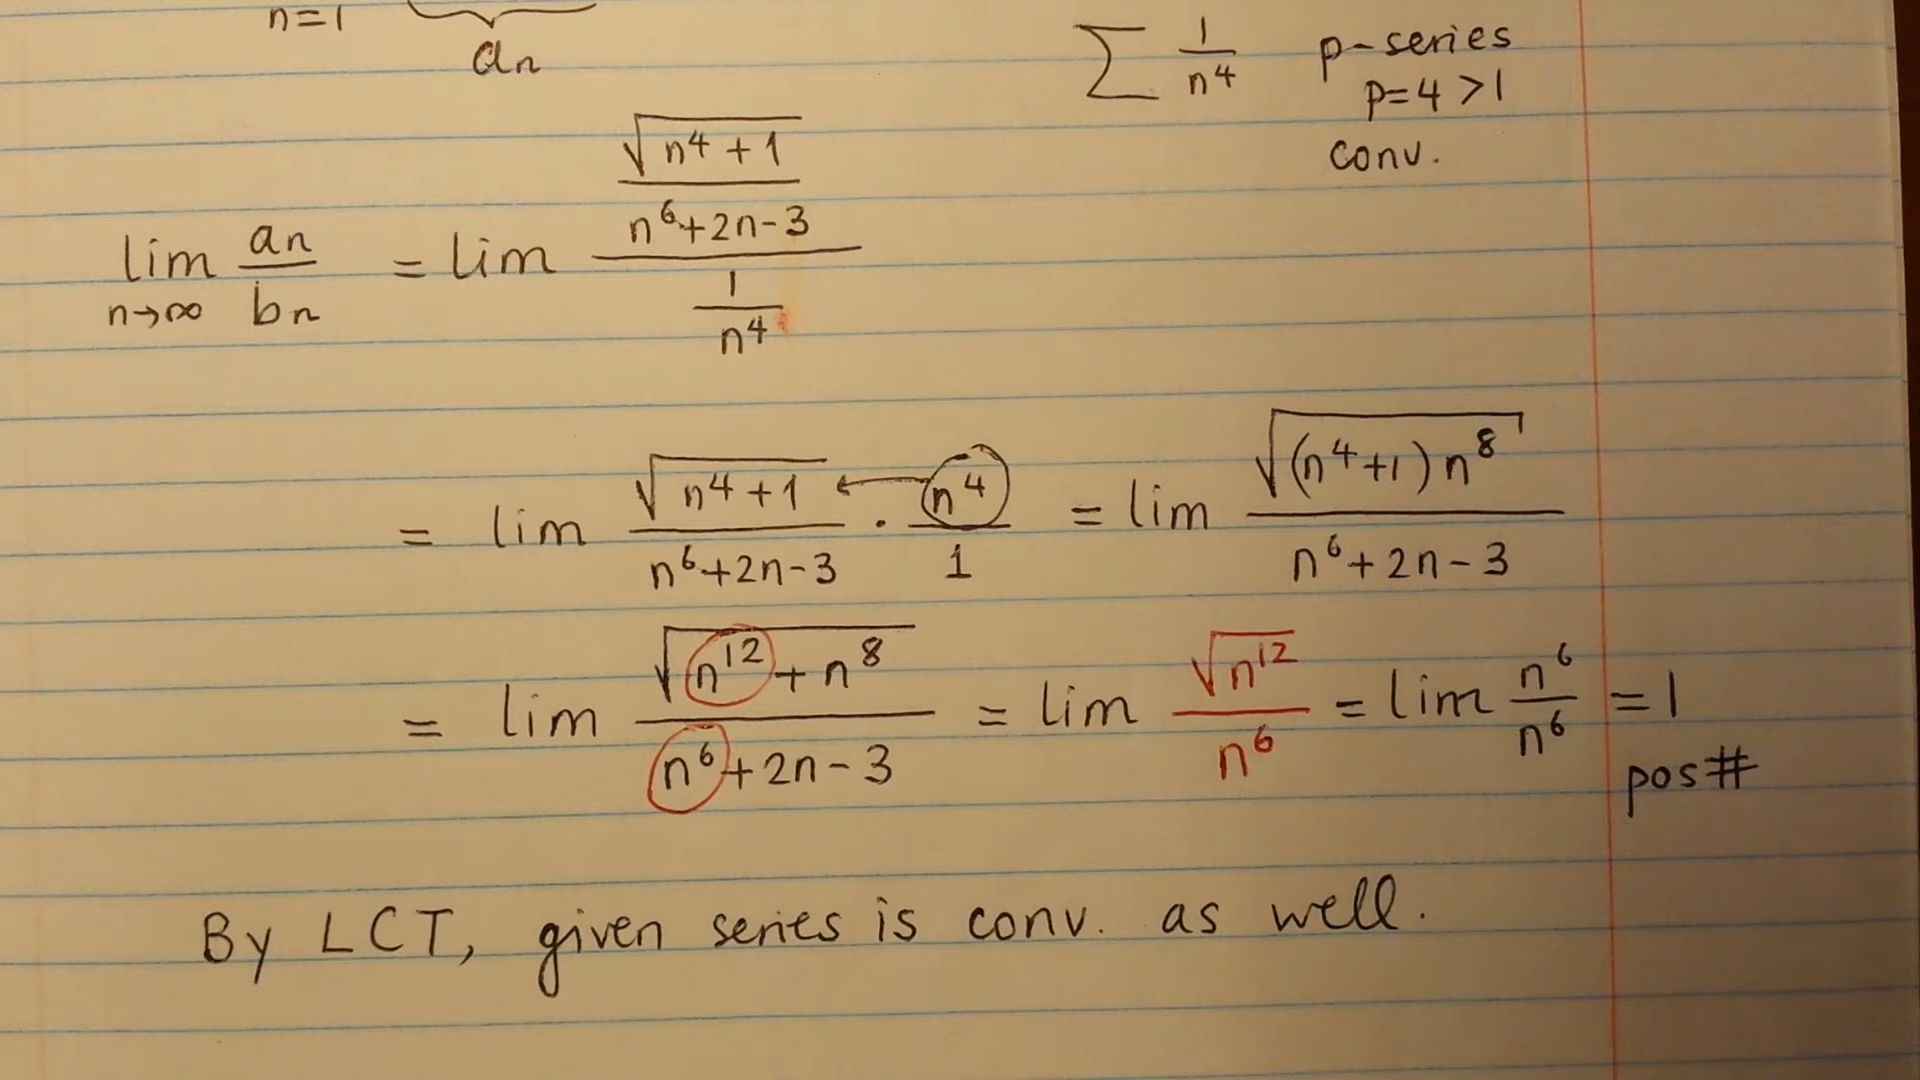 n=1
aₙ
∑ 1/n⁴ p-series
p=4 >1
conv.
lim n→∞ aₙ/bₙ = lim (√(n⁴+1)/(n⁶+2n-3))/(1/n⁴)
= lim √(n⁴+1)/(n⁶+2n-3) · n⁴/1 = lim √((n⁴+1)n⁸)/(n⁶+2n-3)
= lim √(n¹²+n⁸)/(n⁶+2n-3) = lim √(n¹²)/n⁶ = lim n⁶/n⁶ = 1
pos#
By LCT, given series is conv. as well.